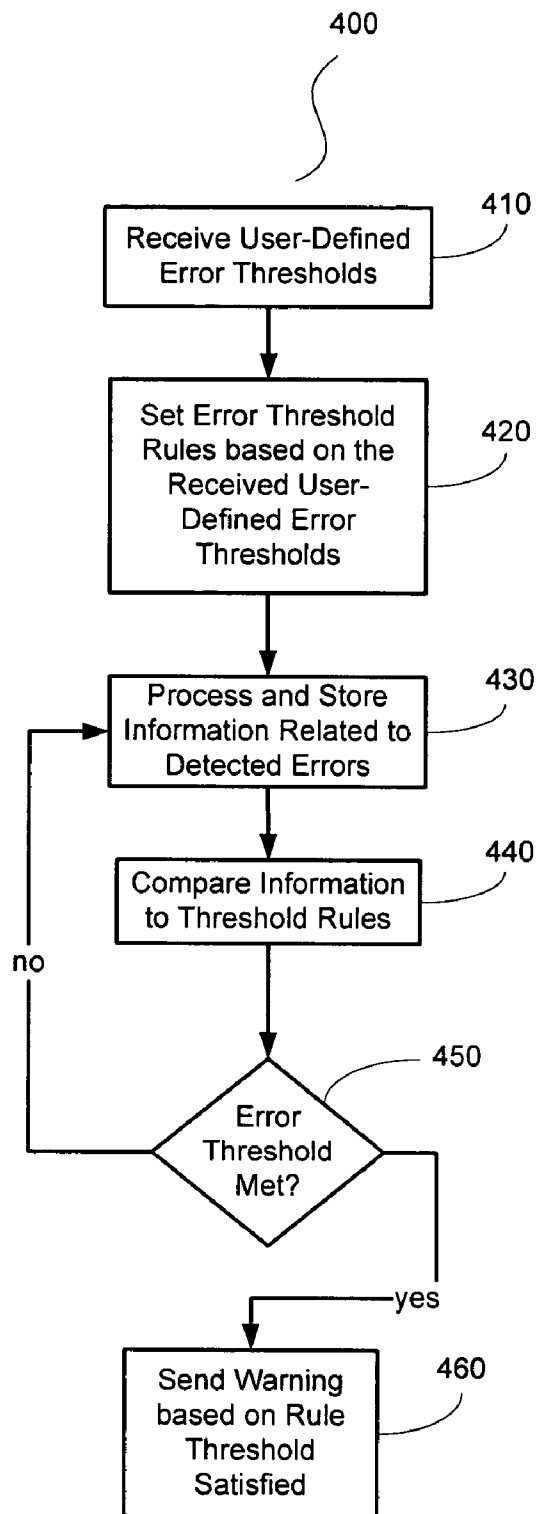 400
410
Receive User-Defined
Error Thresholds
420
Set Error Threshold
Rules based on the
Received User-
Defined Error
Thresholds
430
Process and Store
Information Related to
Detected Errors
440
Compare Information
to Threshold Rules
no
450
Error
Threshold
Met?
yes
460
Send Warning
based on Rule
Threshold
Satisfied